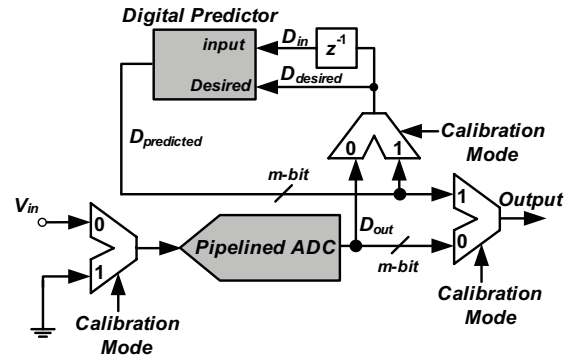 Digital Predictor
input
D_in
z^-1
Desired
D_desired
D_predicted
0 1
Calibration
Mode
m-bit
V_in
0
1
Pipelined ADC
D_out
m-bit
1
0
Output
Calibration
Mode
Calibration
Mode